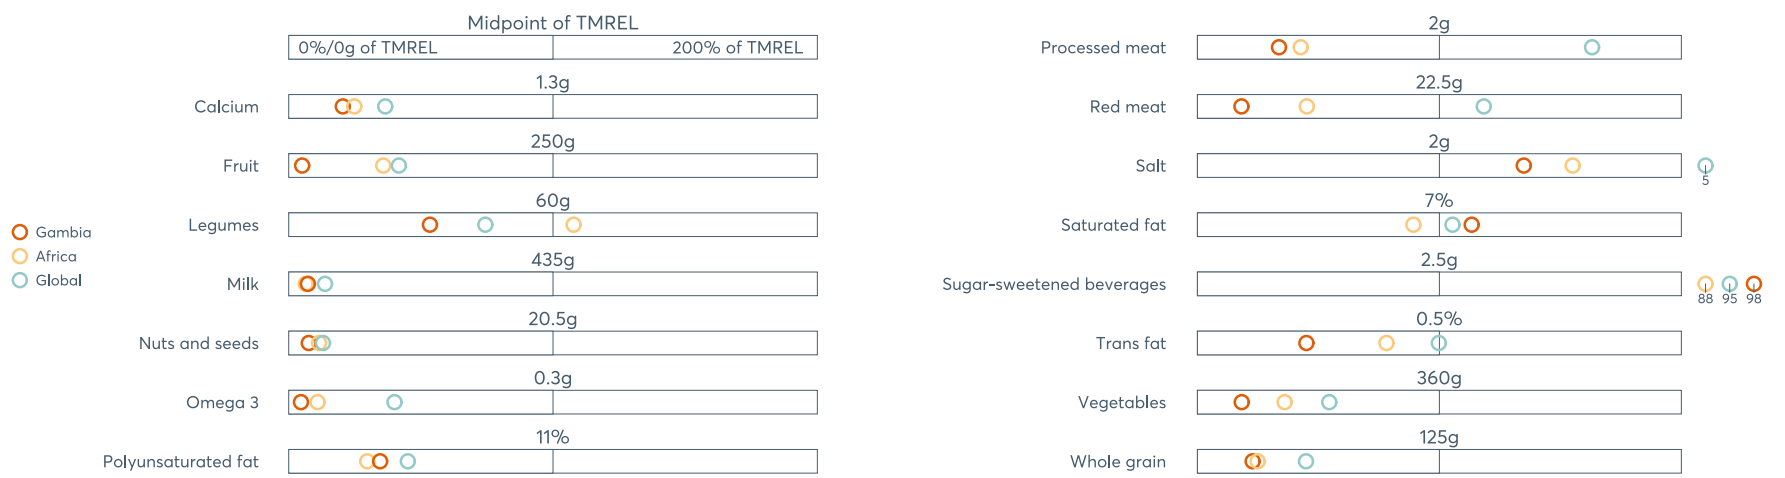 Midpoint of TMREL
0%/0g of TMREL 200% of TMREL
1.3g
Calcium
250g
Fruit
60g
Legumes
435g
Milk
20.5g
Nuts and seeds
0.3g
Omega 3
11%
Polyunsaturated fat
Gambia
Africa
Global
2g
Processed meat
22.5g
Red meat
2g
Salt
5
7%
Saturated fat
2.5g
Sugar-sweetened beverages
88 95 98
0.5%
Trans fat
360g
Vegetables
125g
Whole grain